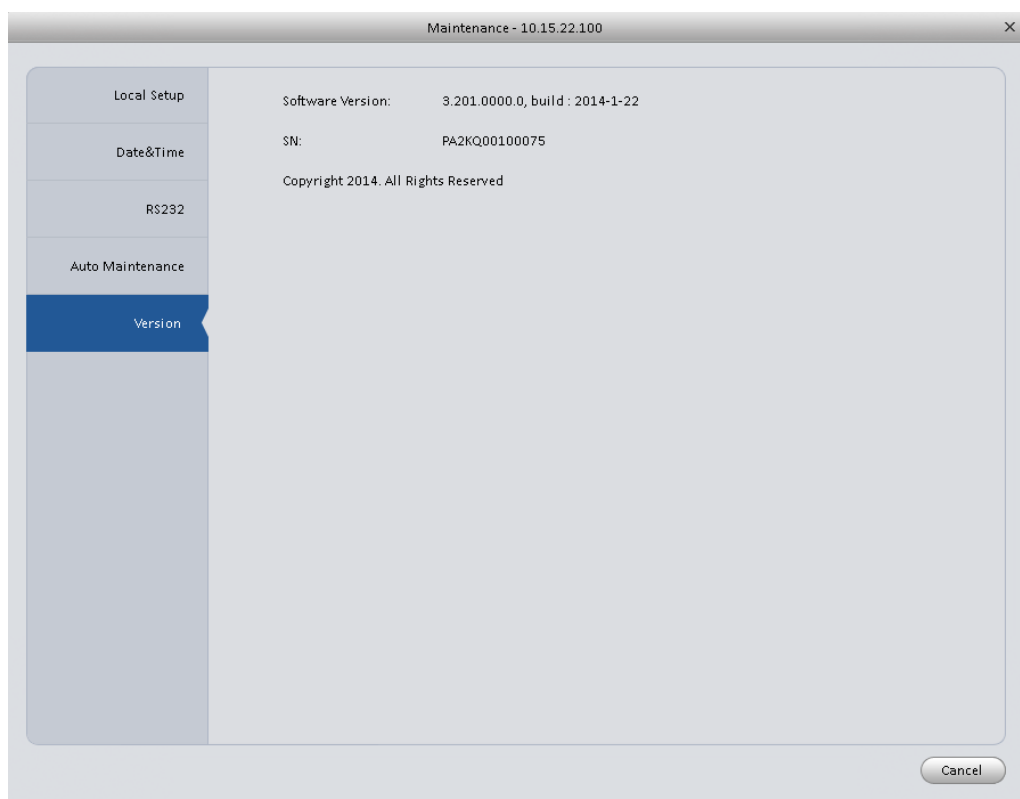 Maintenance - 10.15.22.100
Local Setup
Date&Time
RS232
Auto Maintenance
Version
Software Version: 3.201.0000.0, build : 2014-1-22
SN: PA2KQ00100075
Copyright 2014. All Rights Reserved
Cancel